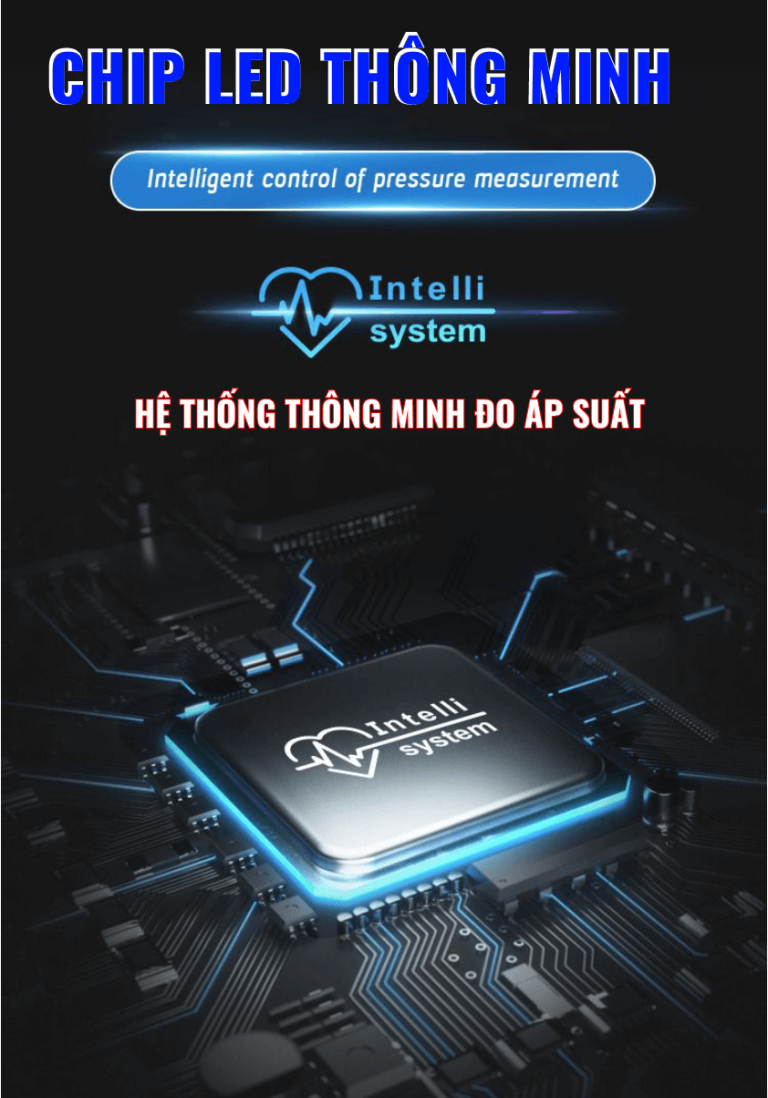 CHIP LED THÔNG MINH
Intelligent control of pressure measurement
Intelli
system
HỆ THỐNG THÔNG MINH ĐO ÁP SUẤT
Intelli
system